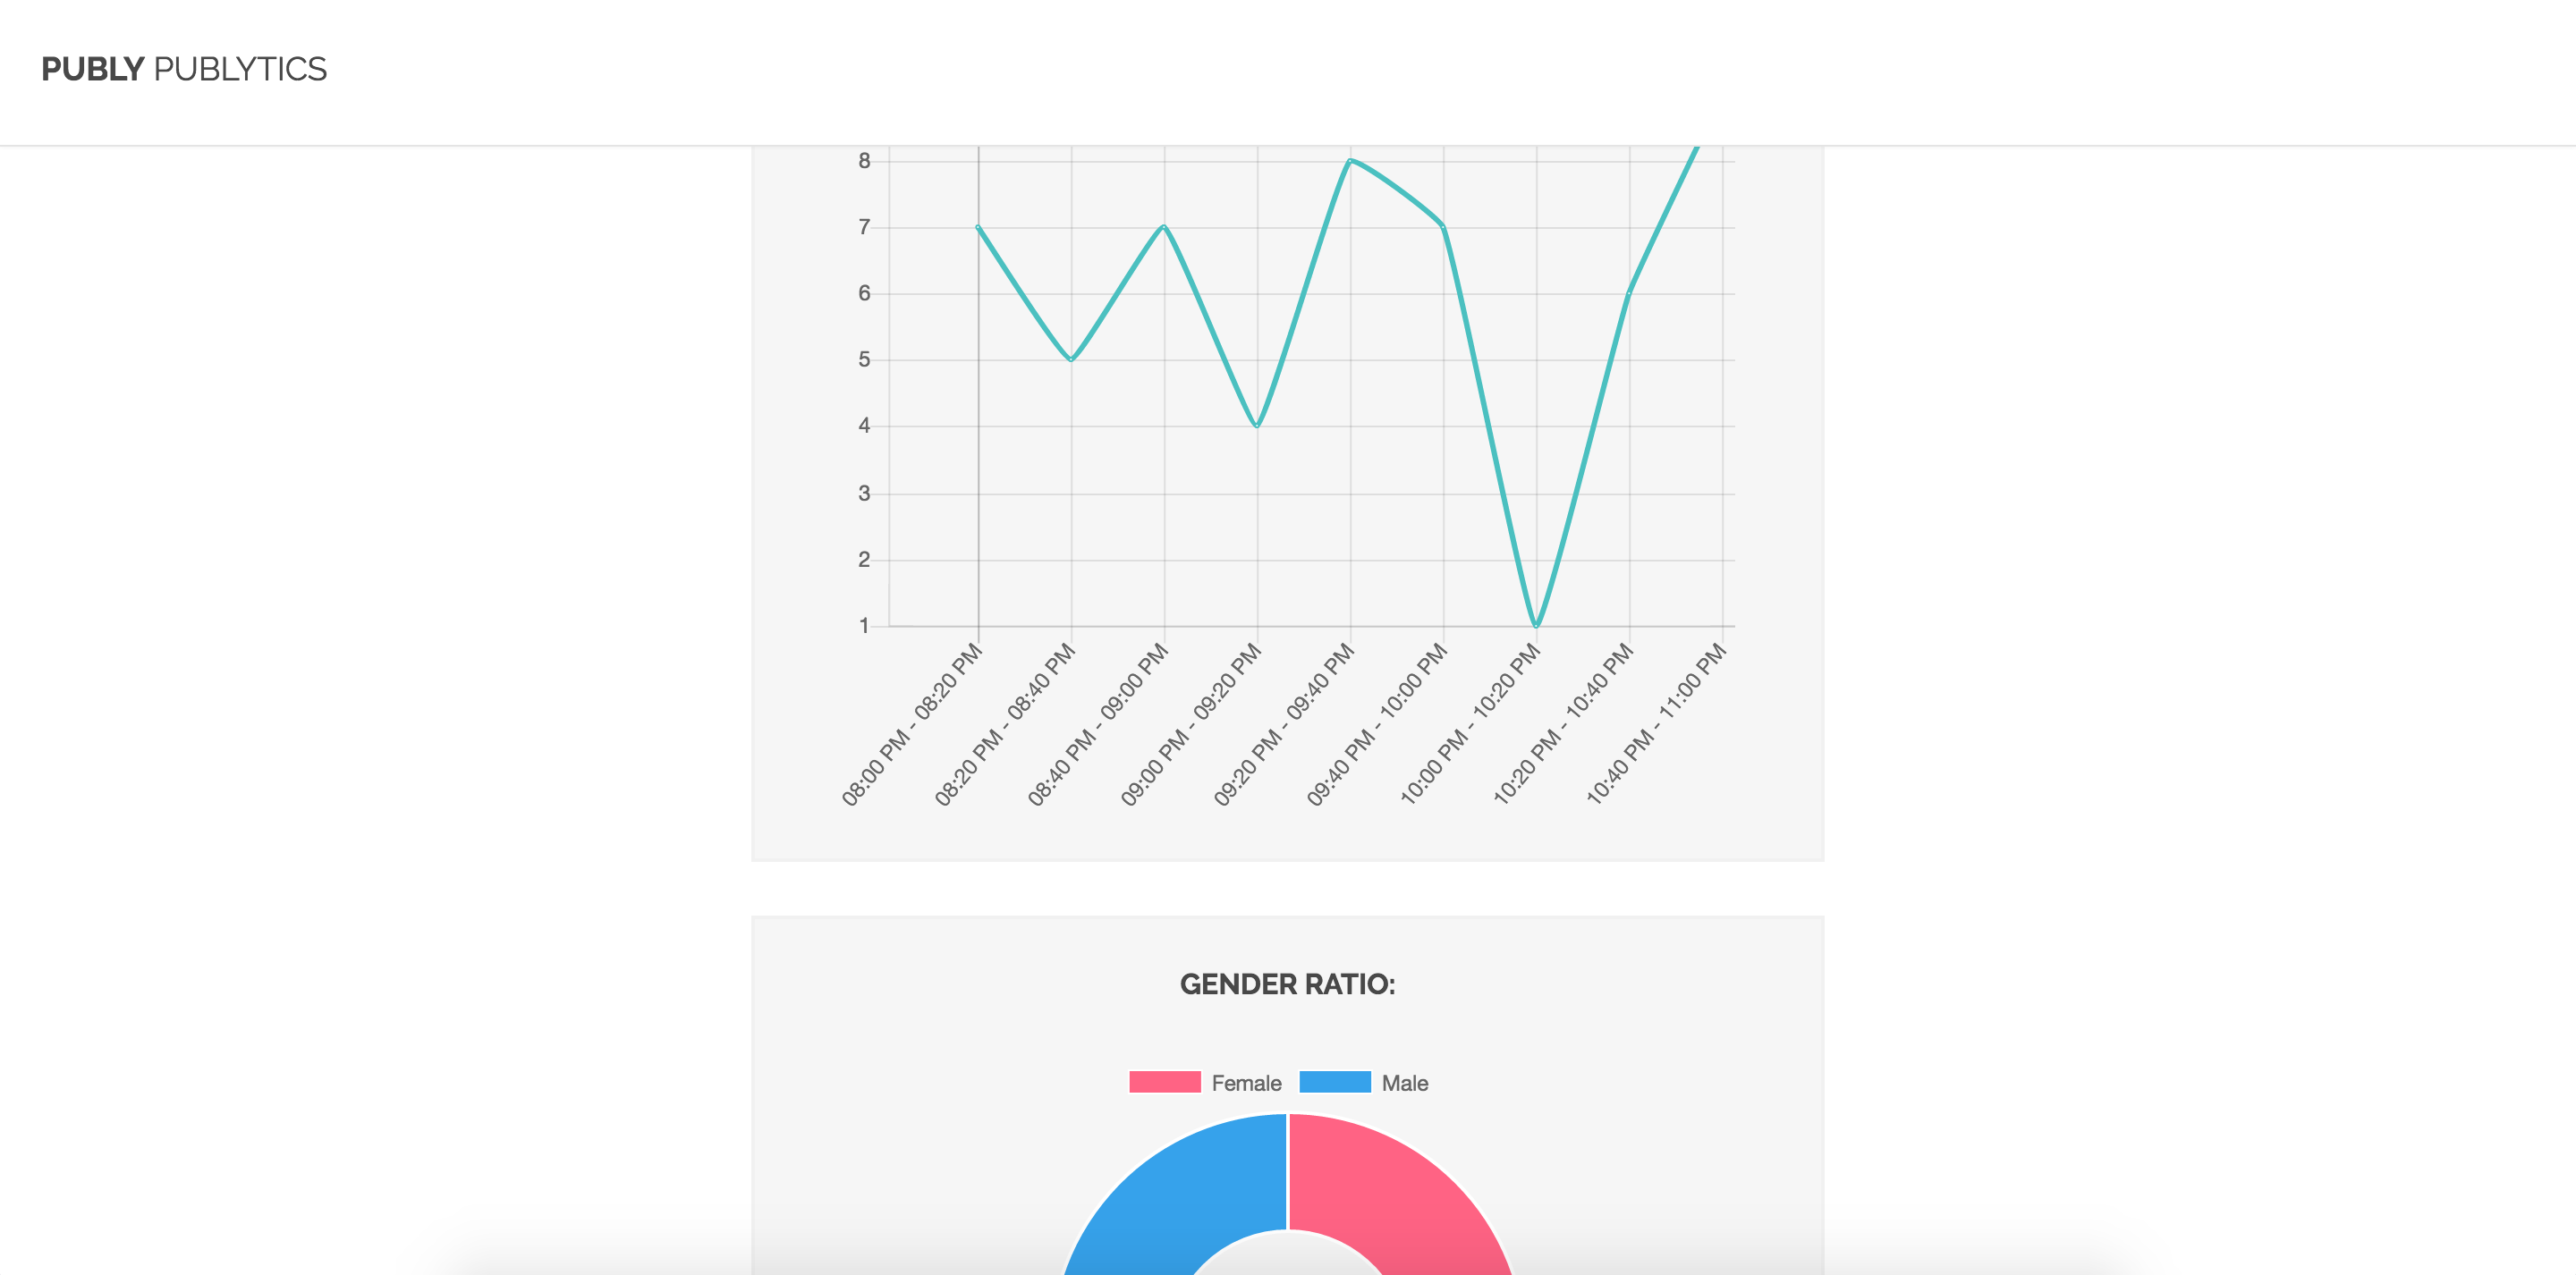 PUBLY PUBLYTICS
8
7
6
5
4
3
2
1
08:00 PM - 08:20 PM
08:20 PM - 08:40 PM
08:40 PM - 09:00 PM
09:00 PM - 09:20 PM
09:20 PM - 09:40 PM
09:40 PM - 10:00 PM
10:00 PM - 10:20 PM
10:20 PM - 10:40 PM
10:40 PM - 11:00 PM
GENDER RATIO:
Female Male